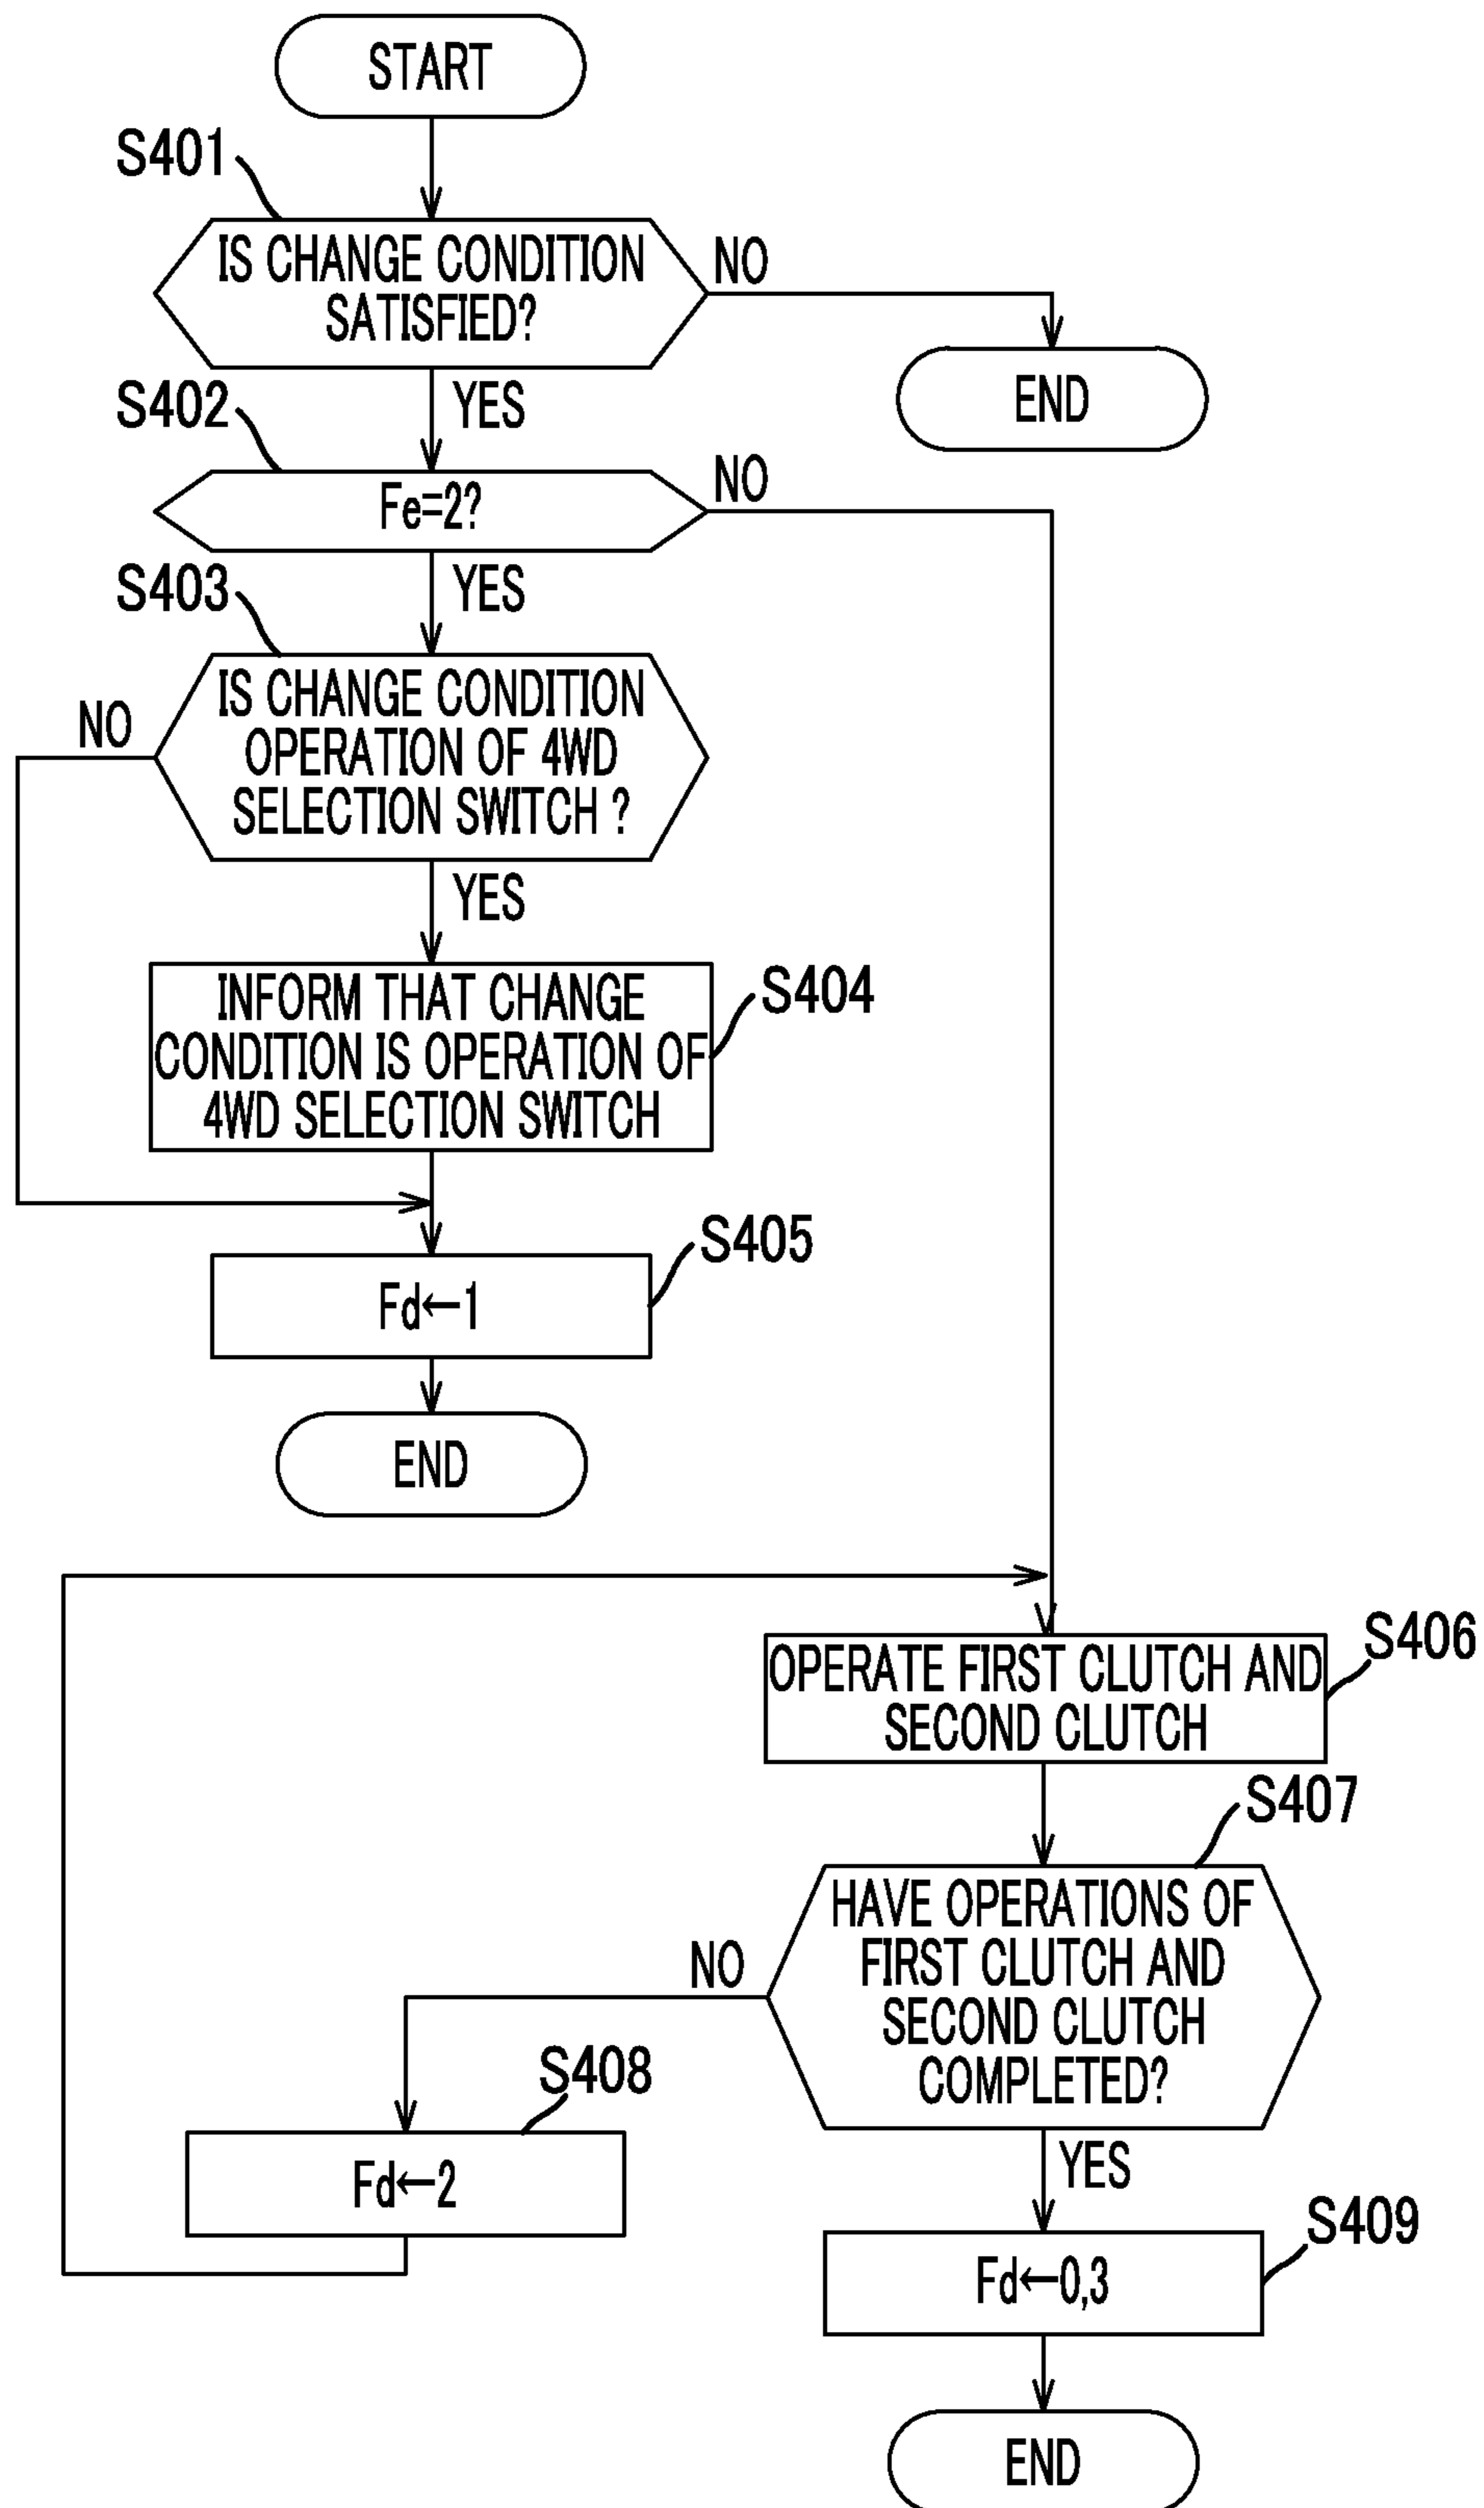 START
S401
IS CHANGE CONDITION
SATISFIED?
NO
END
YES
S402
Fe=2?
NO
YES
S403
IS CHANGE CONDITION
OPERATION OF 4WD
SELECTION SWITCH ?
NO
YES
INFORM THAT CHANGE
CONDITION IS OPERATION OF
4WD SELECTION SWITCH
S404
S405
Fd←1
END
S406
OPERATE FIRST CLUTCH AND
SECOND CLUTCH
S407
HAVE OPERATIONS OF
FIRST CLUTCH AND
SECOND CLUTCH
COMPLETED?
NO
S408
Fd←2
YES
S409
Fd←0,3
END